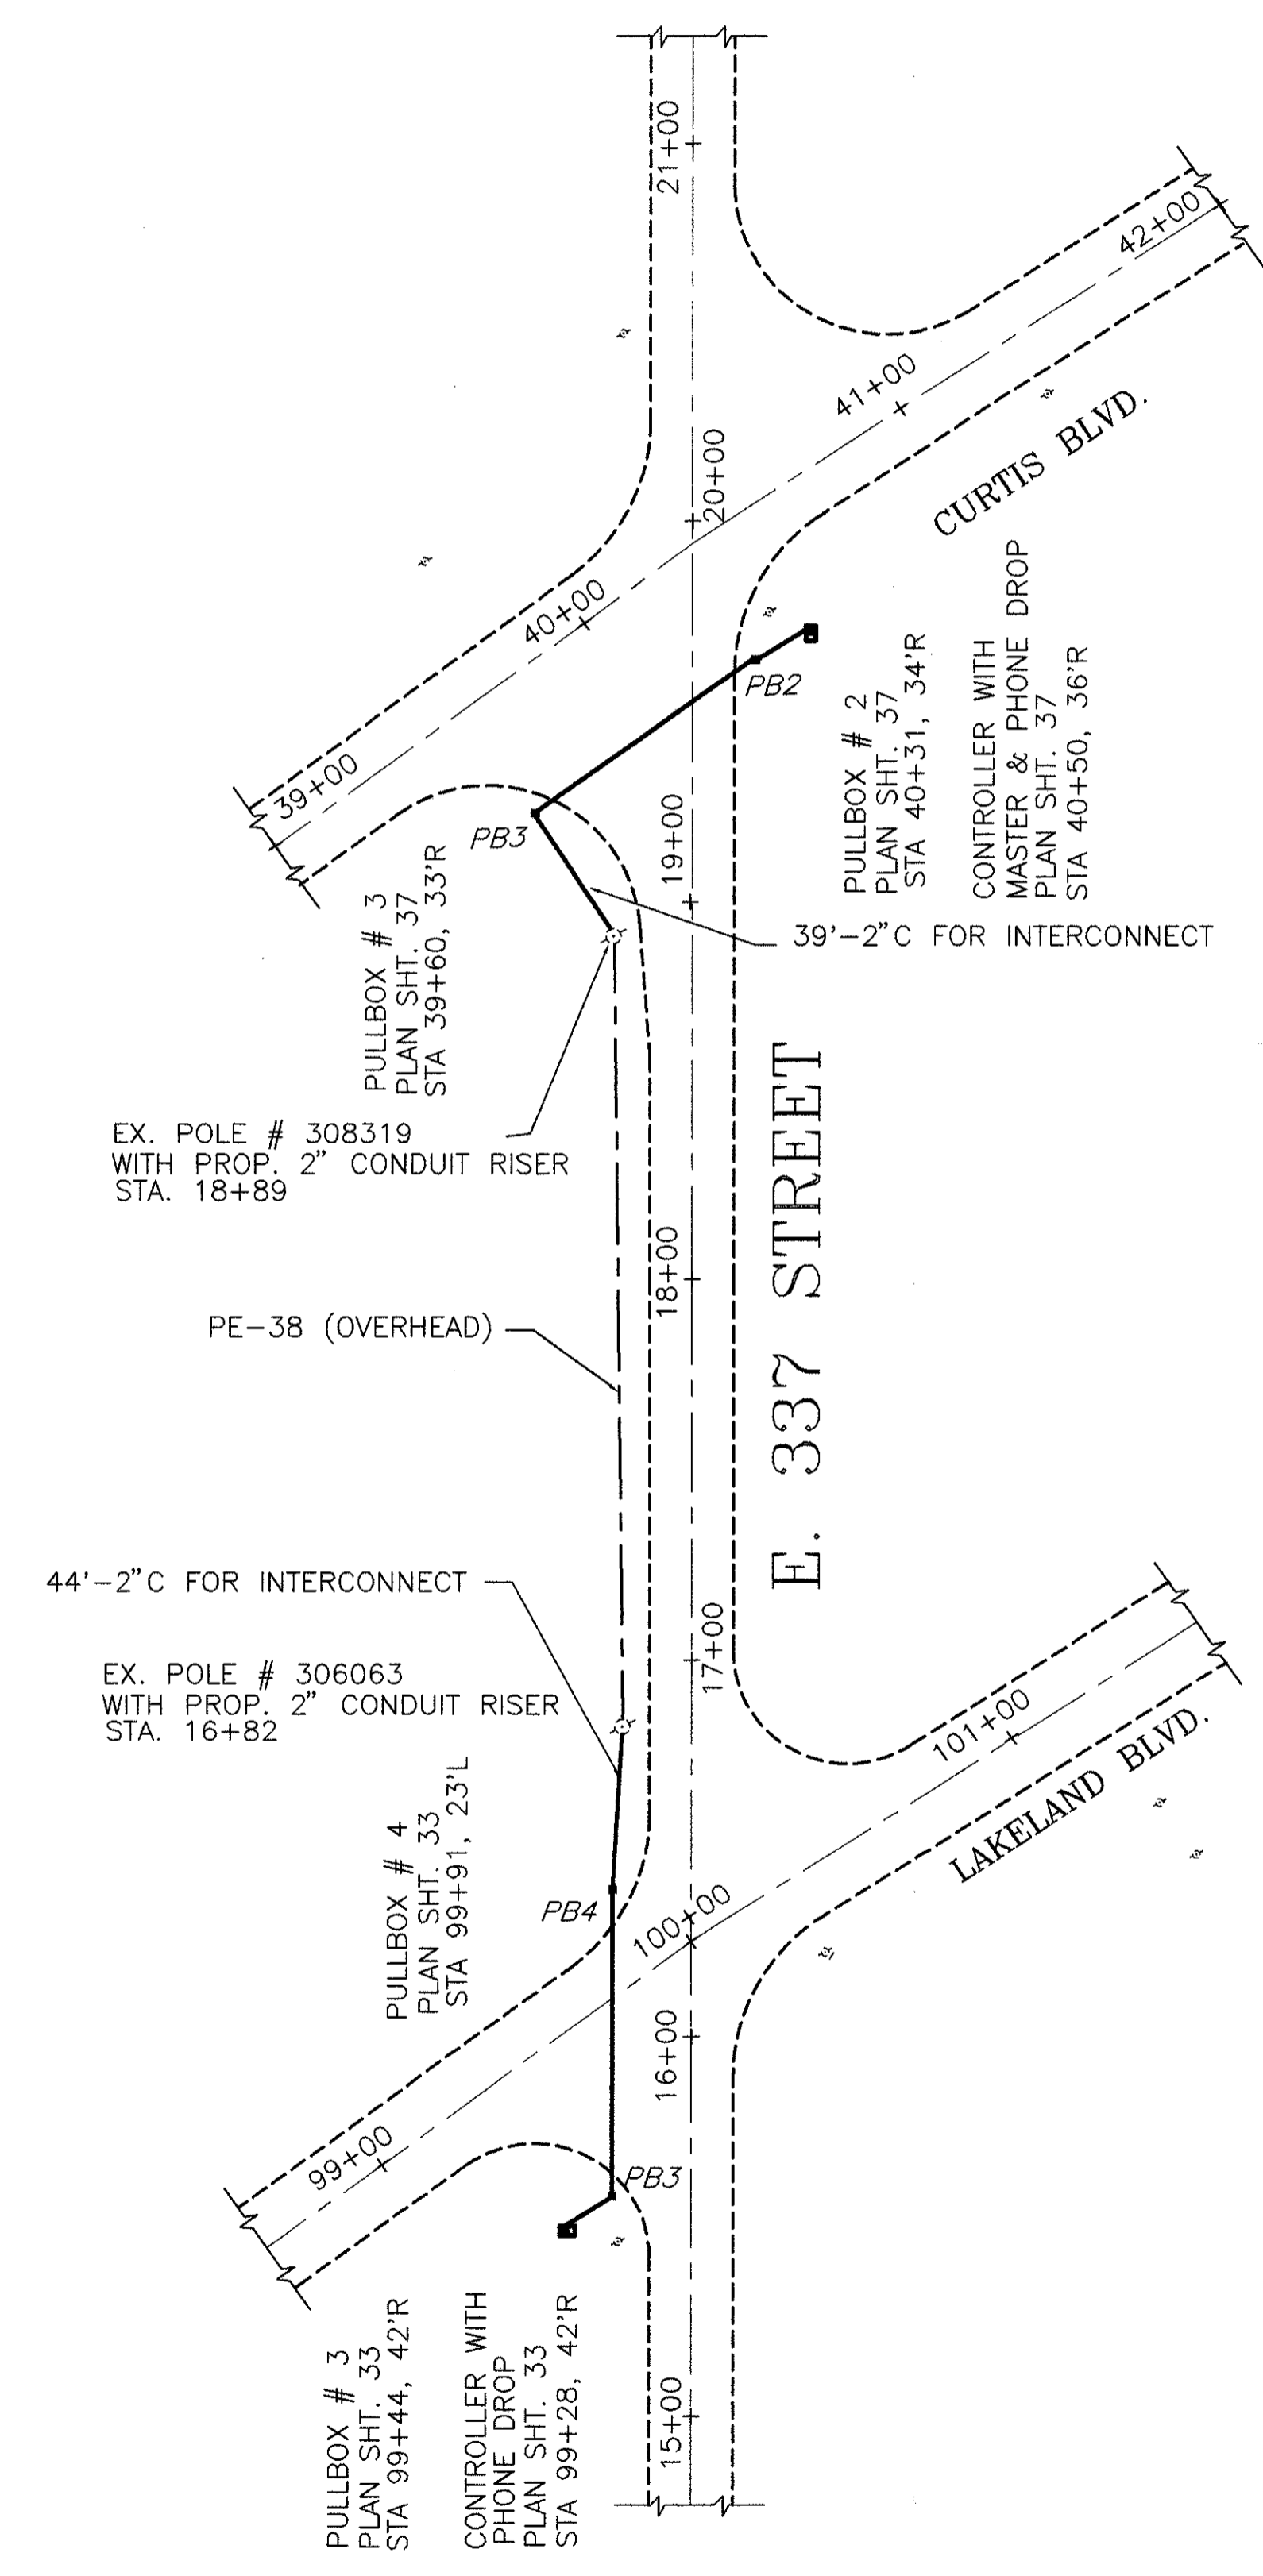 21+00
42+00
41+00
CURTIS BLVD.
20+00
40+00
39+00
PB2
PULLBOX # 2
PLAN SHT. 37
STA 40+31, 34'R
CONTROLLER WITH
MASTER & PHONE DROP
PLAN SHT. 37
STA 40+50, 36'R
PB3
PULLBOX # 3
PLAN SHT. 37
STA 39+60, 33'R
19+00
39'-2"C FOR INTERCONNECT
EX. POLE # 308319
WITH PROP. 2" CONDUIT RISER
STA. 18+89
E. 337 STREET
18+00
PE-38 (OVERHEAD)
44'-2"C FOR INTERCONNECT
17+00
EX. POLE # 306063
WITH PROP. 2" CONDUIT RISER
STA. 16+82
101+00
LAKELAND BLVD.
PULLBOX # 4
PLAN SHT. 33
STA 99+91, 23'L
PB4
100+00
16+00
99+00
PB3
PULLBOX # 3
PLAN SHT. 33
STA 99+44, 42'R
CONTROLLER WITH
PHONE DROP
PLAN SHT. 33
STA 99+28, 42'R
15+00